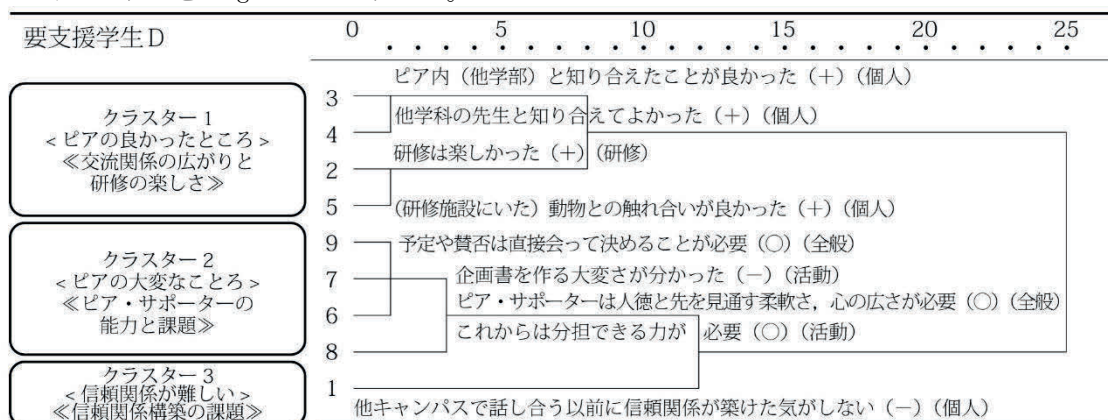 要支援学生D
0 5 10 15 20 25
クラスター1
<ピアの良かったところ>
≪交流関係の広がりと
研修の楽しさ≫
ピア内(他学部)と知り合えたことが良かった(+)(個人)
3
他学科の先生と知り合えてよかった(+)(個人)
4
研修は楽しかった(+)(研修)
2
5 (研修施設にいた)動物との触れ合いが良かった(+)(個人)
クラスター2
<ピアの大変なことろ>
≪ピア・サポーターの
能力と課題≫
9 予定や賛否は直接会って決めることが必要(○)(全般)
7 企画書を作る大変さが分かった(−)(活動)
ピア・サポーターは人徳と先を見通す柔軟さ,心の広さが必要(○)(全般)
6
これからは分担できる力が 必要(○)(活動)
8
クラスター3
<信頼関係が難しい>
≪信頼関係構築の課題≫
1
他キャンパスで話し合う以前に信頼関係が築けた気がしない(−)(個人)